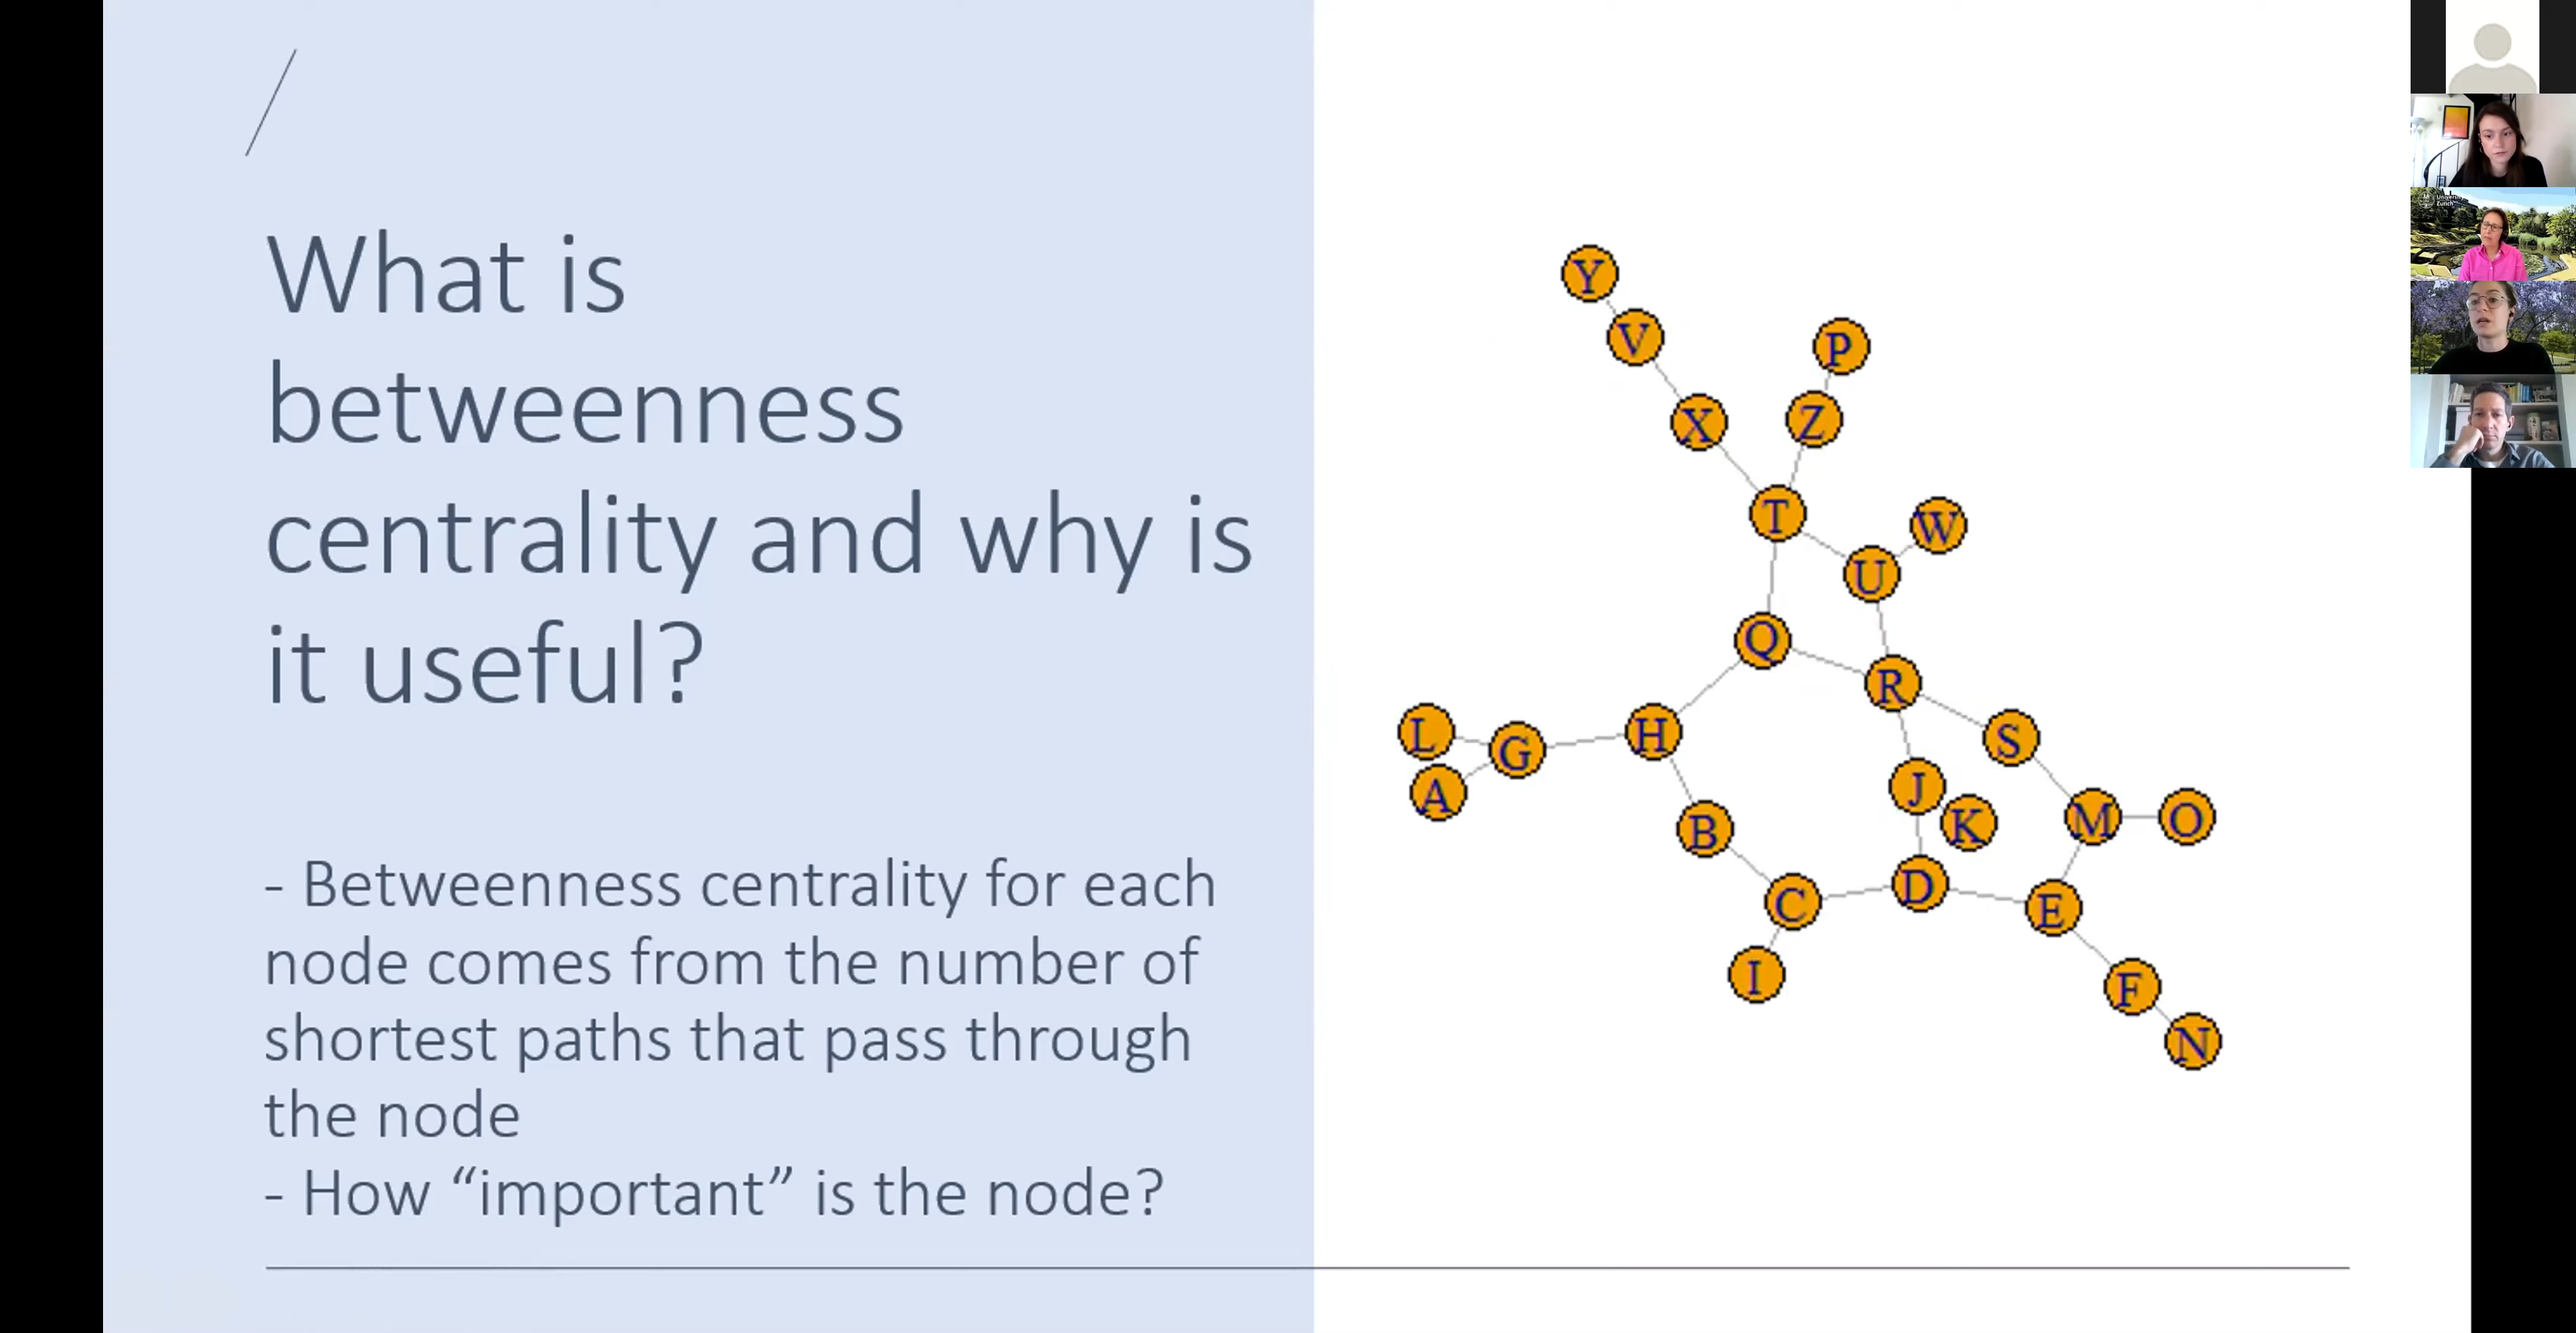 What is
betweenness
centrality and why is
it useful?
- Betweenness centrality for each
node comes from the number of
shortest paths that pass through
the node
- How “important” is the node?
Y
V
P
X
Z
T
W
U
Q
R
L
G
H
S
A
J
K
M
O
B
C
D
E
I
F
N